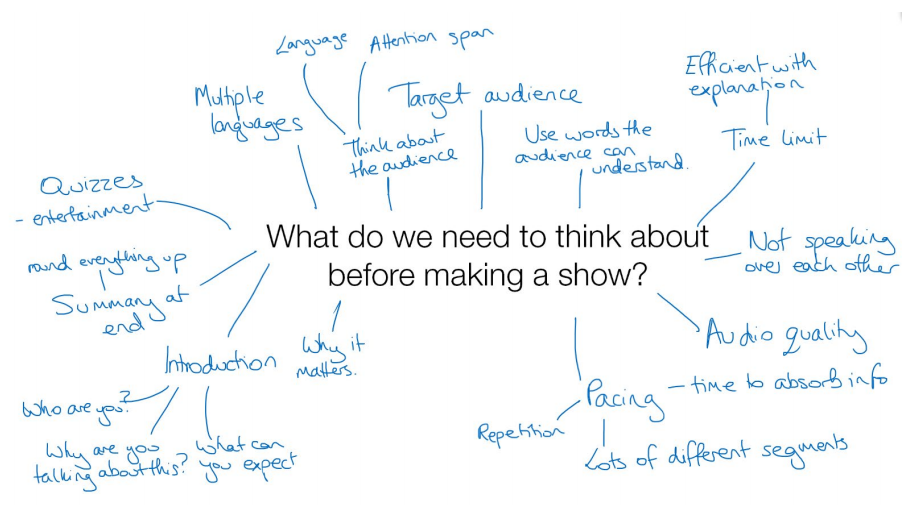 Language
Attention span
Efficient with
explanation
Multiple
languages
Target audience
Think about
the audience
Use words the
audience can
understand.
Time limit
Quizzes
- entertainment
What do we need to think about
before making a show?
Not speaking
over each other
round everything up
Summary at
end
Introduction
Why it
matters.
Audio quality
Pacing
- time to absorb info
Who are you?
Repetition
Why are you
talking about this?
What can
you expect
Lots of different segments